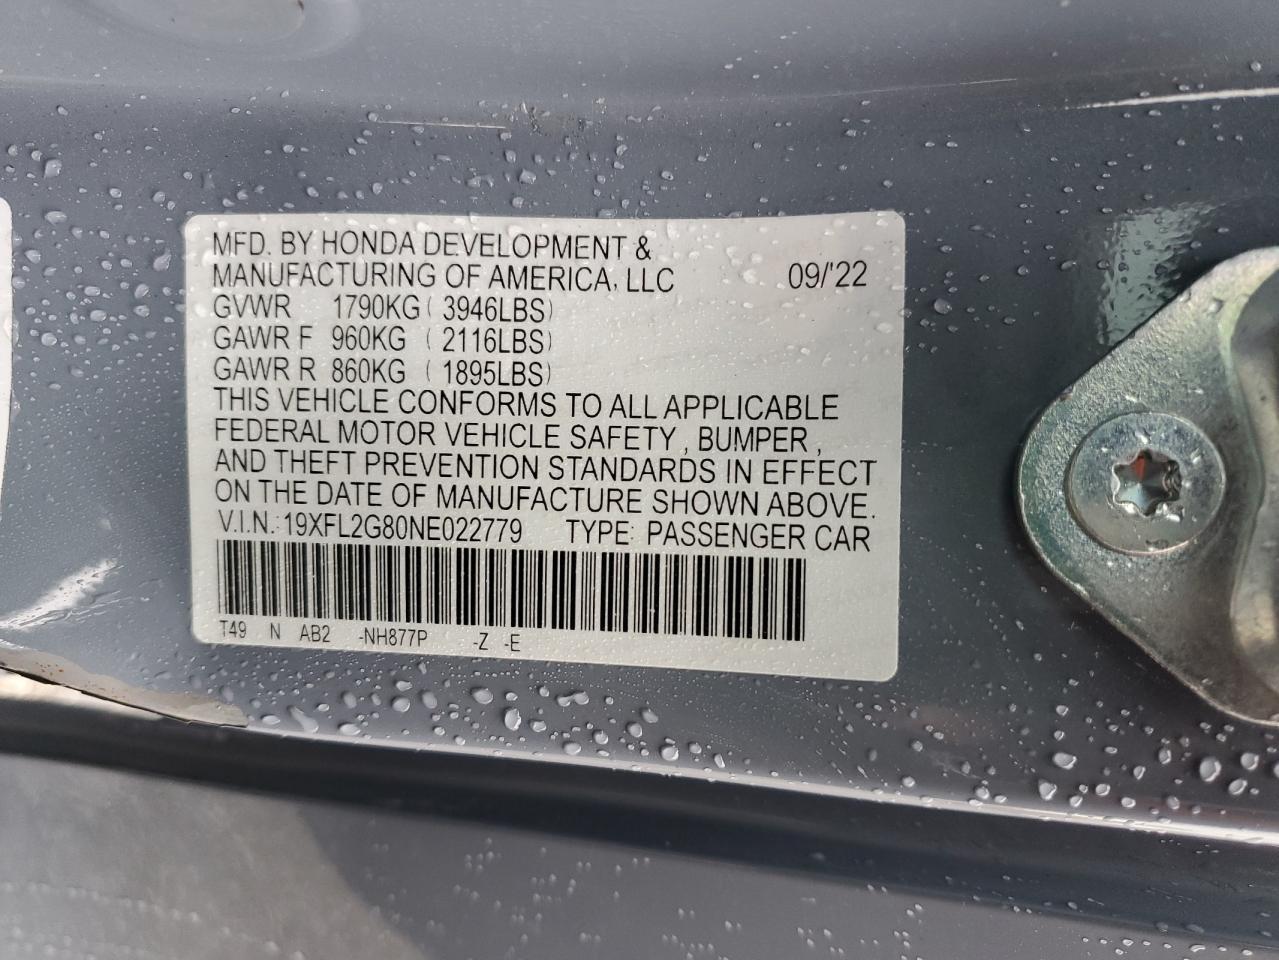 MFD. BY HONDA DEVELOPMENT &
MANUFACTURING OF AMERICA, LLC 09/'22
GVWR 1790KG ( 3946LBS)
GAWR F 960KG ( 2116LBS)
GAWR R 860KG ( 1895LBS)
THIS VEHICLE CONFORMS TO ALL APPLICABLE
FEDERAL MOTOR VEHICLE SAFETY , BUMPER ,
AND THEFT PREVENTION STANDARDS IN EFFECT
ON THE DATE OF MANUFACTURE SHOWN ABOVE.
V.I.N.: 19XFL2G80NE022779 TYPE: PASSENGER CAR
T49 N AB2 -NH877P -Z -E